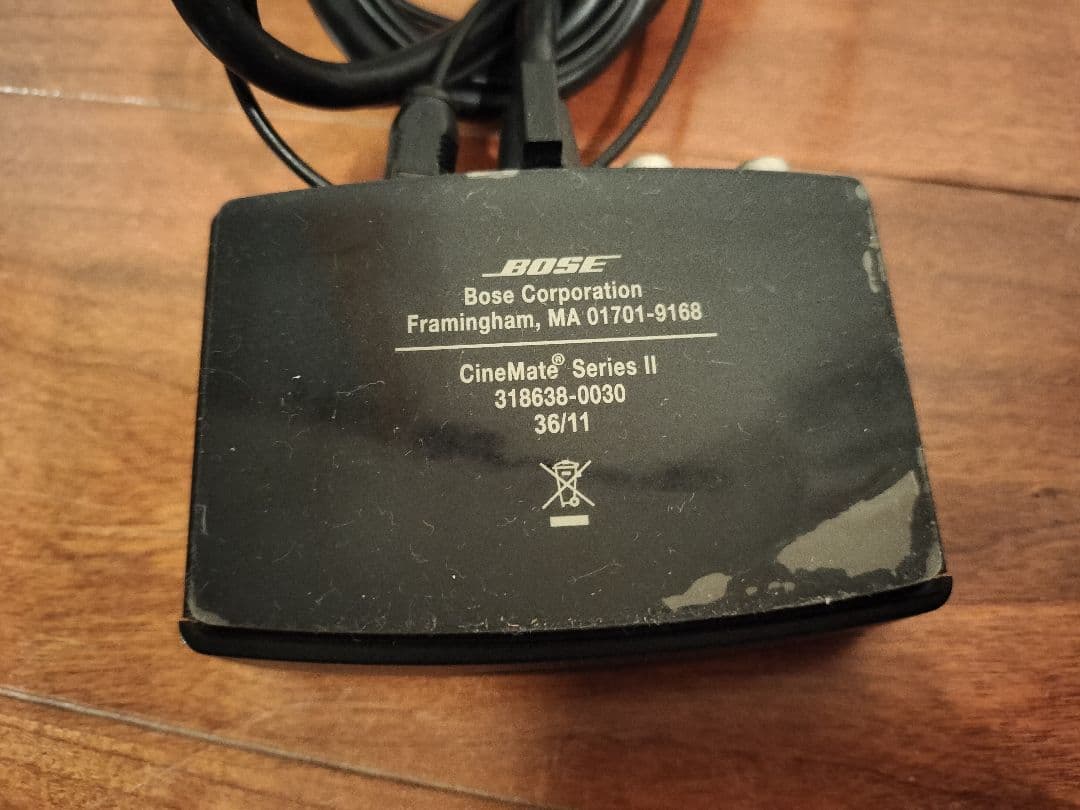 BOSE
Bose Corporation
Framingham, MA 01701-9168
CineMate® Series II
318638-0030
36/11